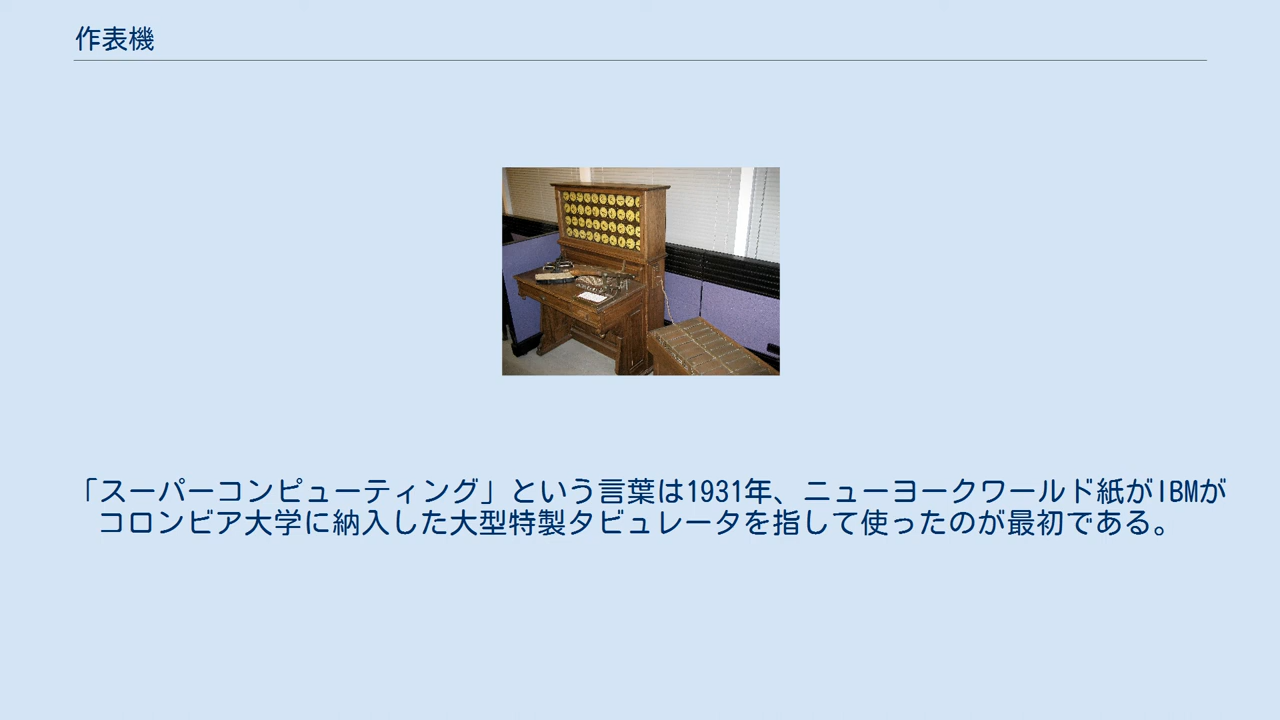 作表機
「スーパーコンピューティング」という言葉は1931年、ニューヨークワールド紙がIBMが
コロンビア大学に納入した大型特製タビュレータを指して使ったのが最初である。